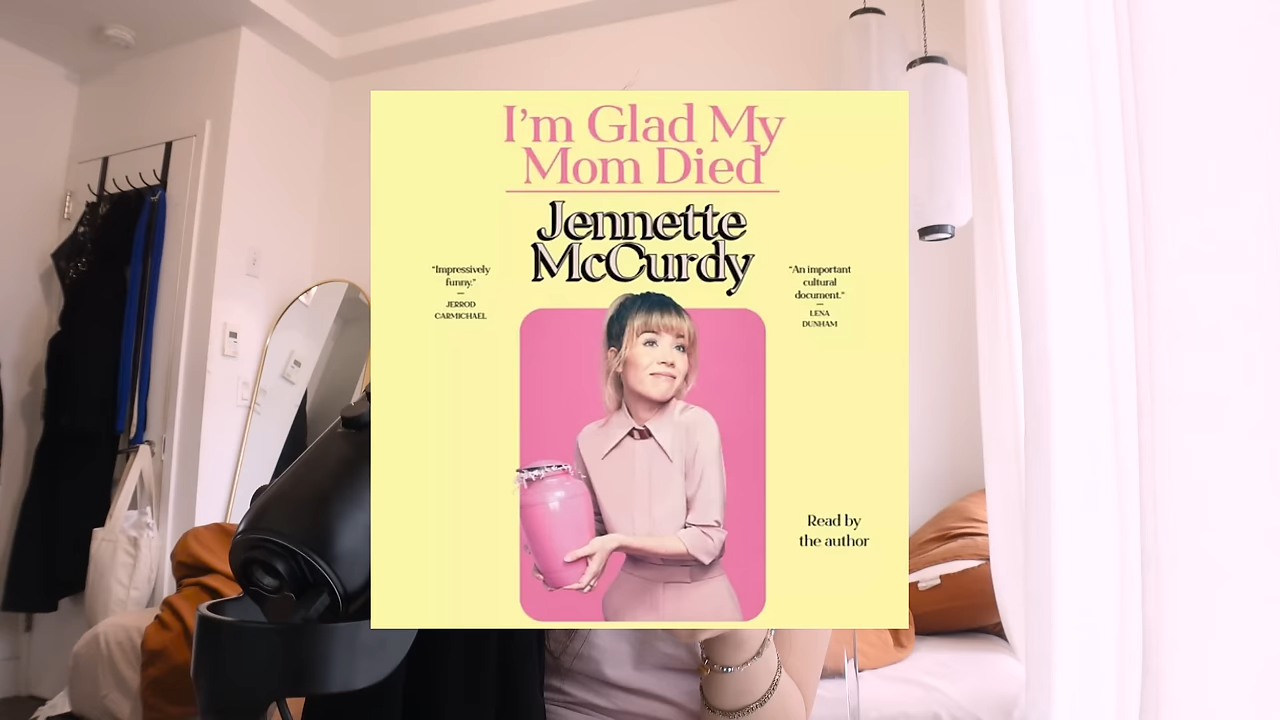 I'm Glad My
Mom Died
Jennette
McCurdy
“Impressively
funny.”
—
JERROD
CARMICHAEL
“An important
cultural
document.”
—
LENA
DUNHAM
Read by
the author